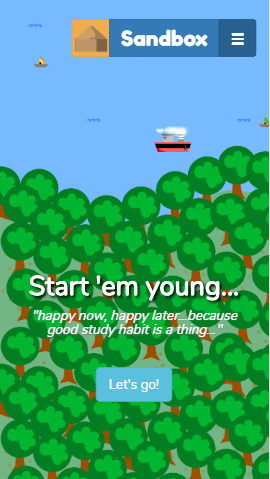 Sandbox
Start 'em young...
"happy now, happy later...because
good study habit is a thing..."
Let's go!